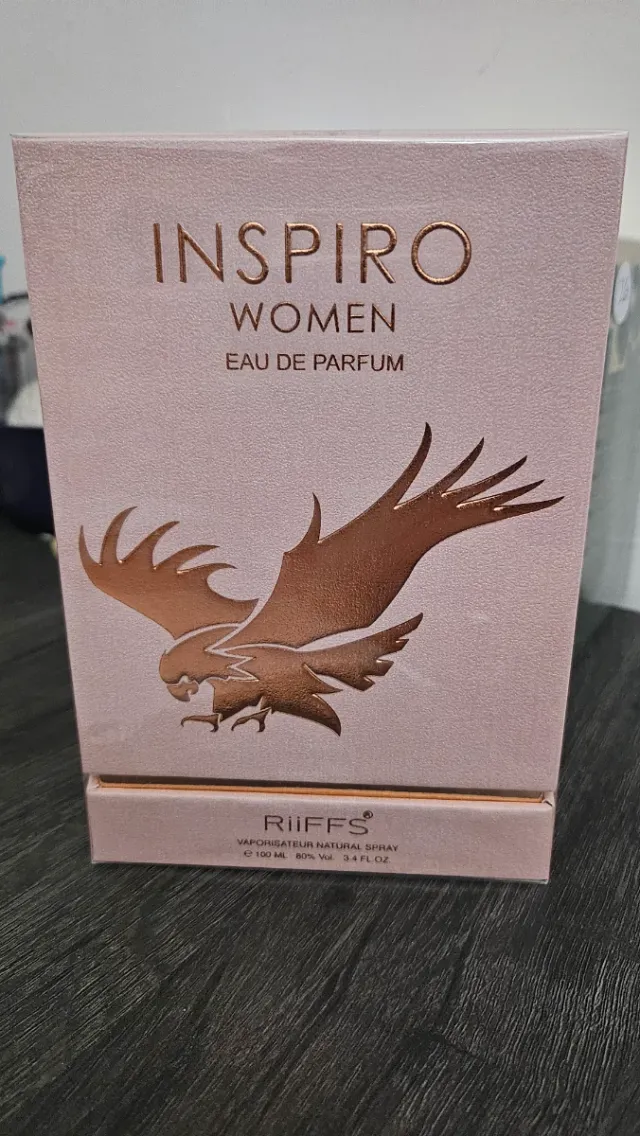 INSPIRO
WOMEN
EAU DE PARFUM
RiiFFS®
VAPORISATEUR NATURAL SPRAY
℮ 100 ML 80% Vol. 3.4 FL.OZ.